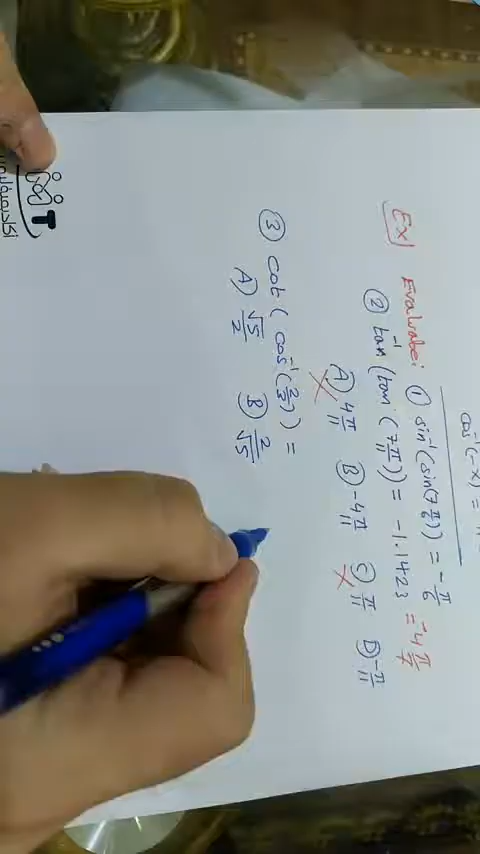 cos⁻¹(-x) = π
Ex Evaluate: ① sin⁻¹(sin(7π/6)) = -π/6
② tan⁻¹(tan(7π/11)) = -1.1423 = -4π/7
A) 4π/11 B) -4π/11 C) π/11 D) -π/11
③ cot(cos⁻¹(2/3)) =
A) √5/2 B) 2/√5
T